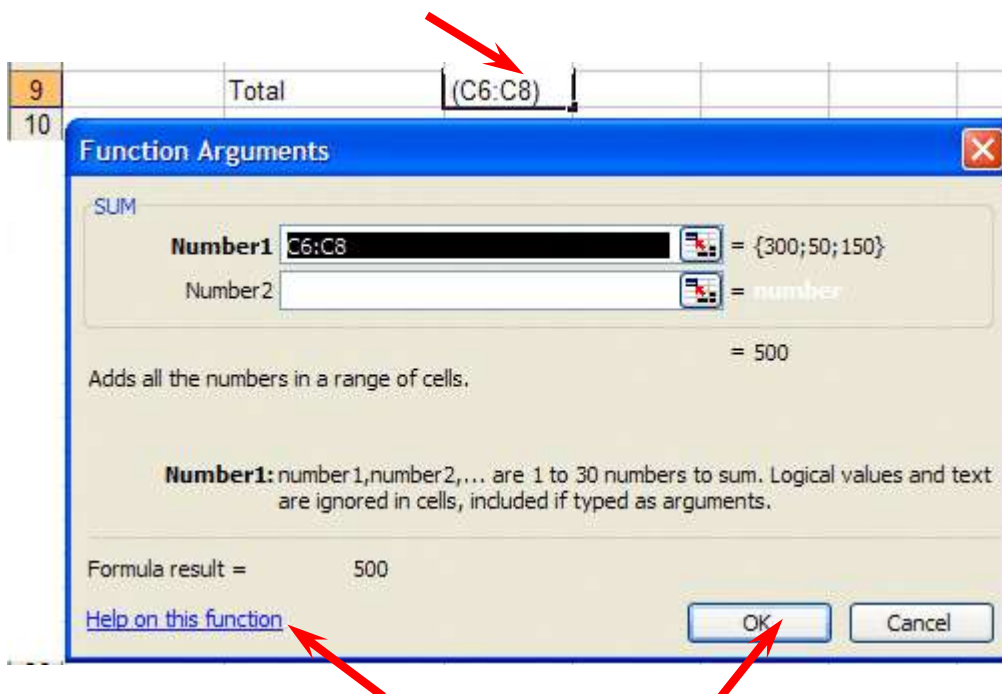 9 Total (C6:C8)
10
Function Arguments
SUM
Number1 C6:C8 = {300;50;150}
Number2 = number
= 500
Adds all the numbers in a range of cells.
Number1: number1,number2,... are 1 to 30 numbers to sum. Logical values and text
are ignored in cells, included if typed as arguments.
Formula result = 500
Help on this function OK Cancel